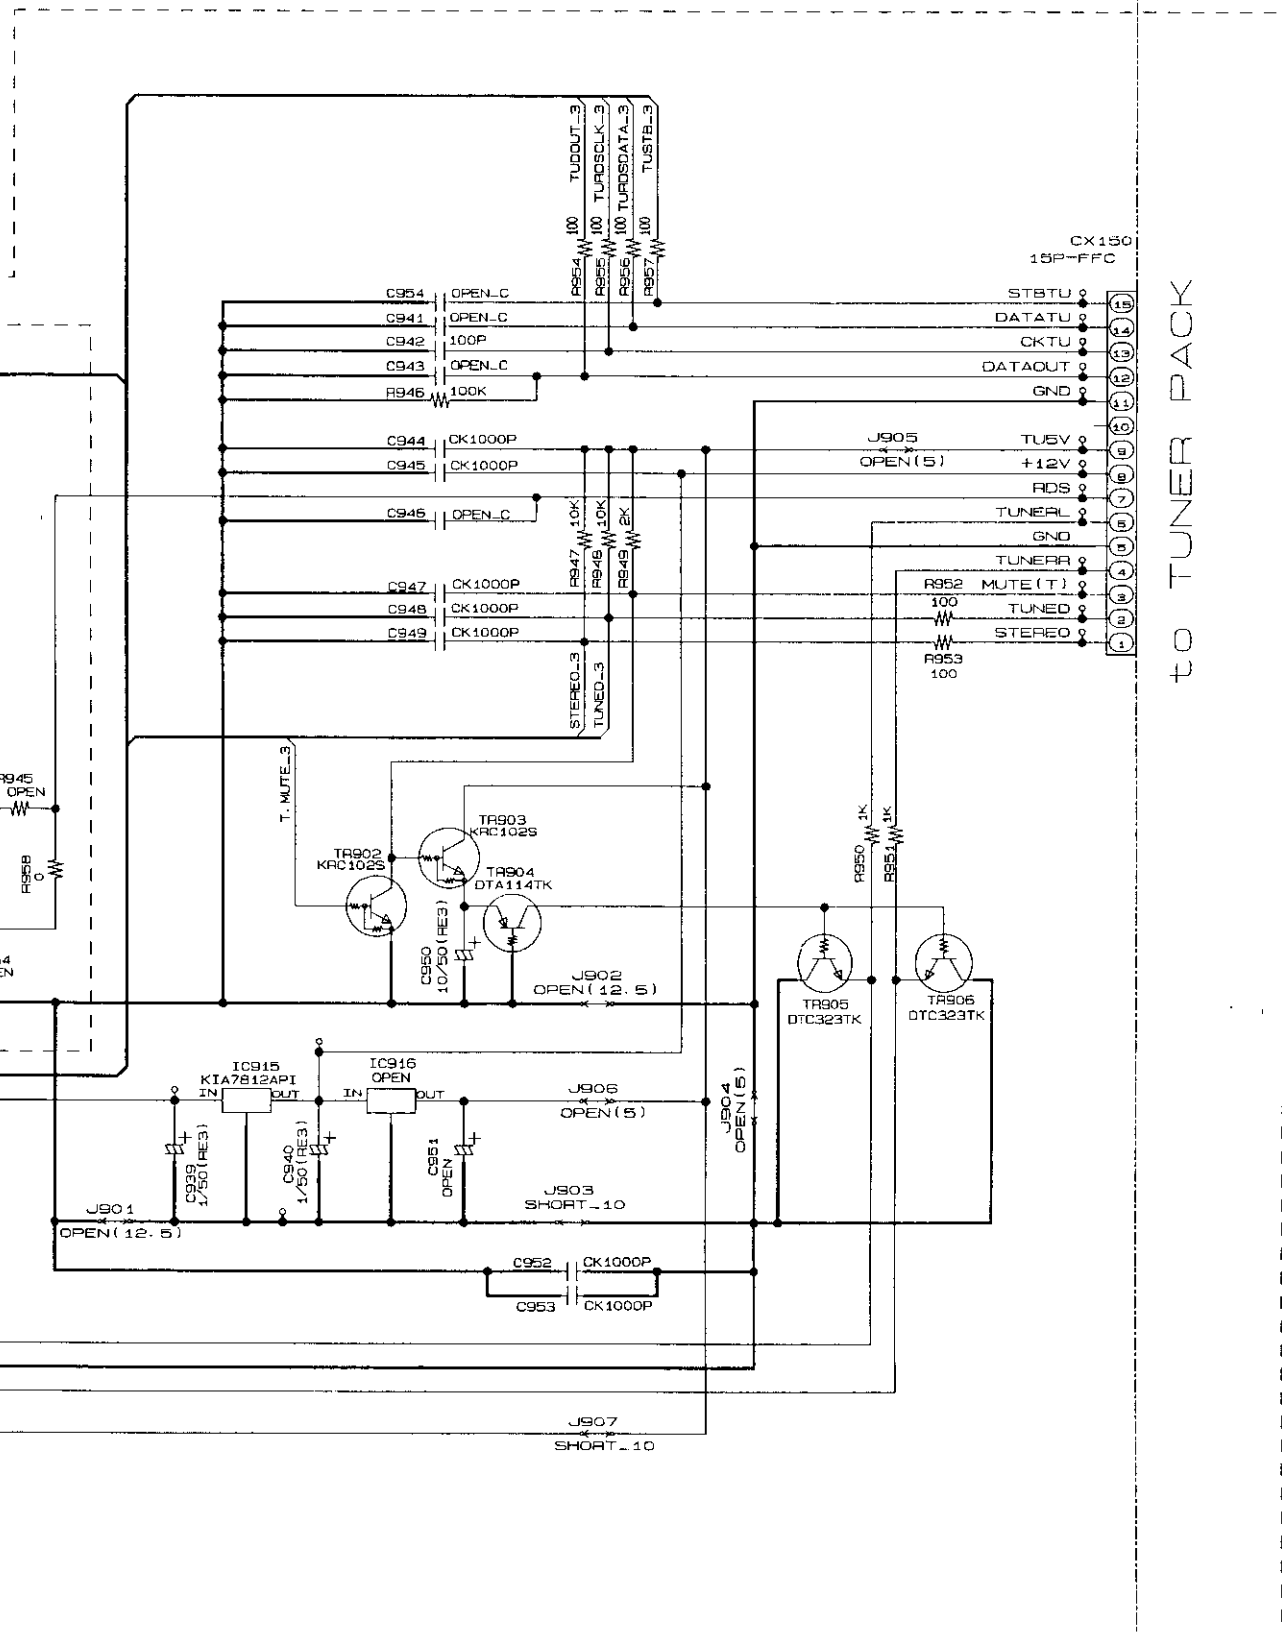 TUDOUT_3
TURDSCLK_3
TURDSDATA_3
TUSTB_3
100
100
100
100
R954
R955
R956
R957
CX150
15P-FFC
C954 OPEN_C
STBTU
15
C941 OPEN_C
DATATU
14
C942 100P
CKTU
13
C943 OPEN_C
DATAOUT
12
R946 100K
GND
11
10
C944 CK1000P
J905
OPEN(5)
TU5V
9
C945 CK1000P
+12V
8
RDS
7
C946 OPEN_C
TUNERL
6
GND
5
TUNERR
4
R947 10K
R948 10K
R949 2K
C947 CK1000P
R952
100
MUTE(T)
3
C948 CK1000P
TUNED
2
C949 CK1000P
STEREO
1
R953
100
to TUNER PACK
STEREO_3
TUNED_3
T.MUTE_3
R945
OPEN
R958
0
TR902
KRC102S
TR903
KRC102S
TR904
DTA114TK
R950 1K
R951 1K
C950
10/50(RE3)
+
J902
OPEN(12.5)
TR905
DTC323TK
TR906
DTC323TK
IC915
KIA7812API
IN
OUT
IC916
OPEN
IN
OUT
J906
OPEN(5)
J904
OPEN(5)
C939
1/50(RE3)
+
C940
1/50(RE3)
+
C951
OPEN
+
J901
OPEN(12.5)
J903
SHORT_10
C952 CK1000P
C953 CK1000P
J907
SHORT_10